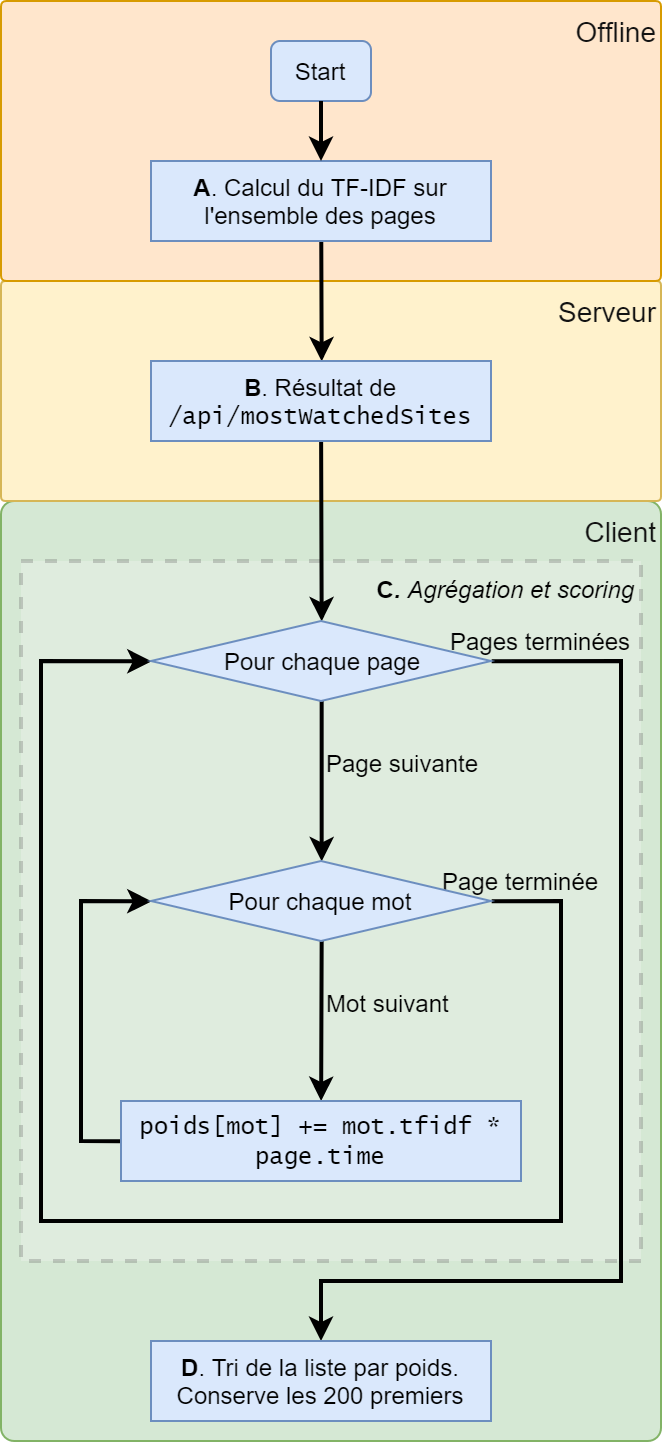 Offline
Start
A. Calcul du TF-IDF sur
l'ensemble des pages
Serveur
B. Résultat de
/api/mostWatchedSites
Client
C. Agrégation et scoring
Pages terminées
Pour chaque page
Page suivante
Page terminée
Pour chaque mot
Mot suivant
poids[mot] += mot.tfidf *
page.time
D. Tri de la liste par poids.
Conserve les 200 premiers